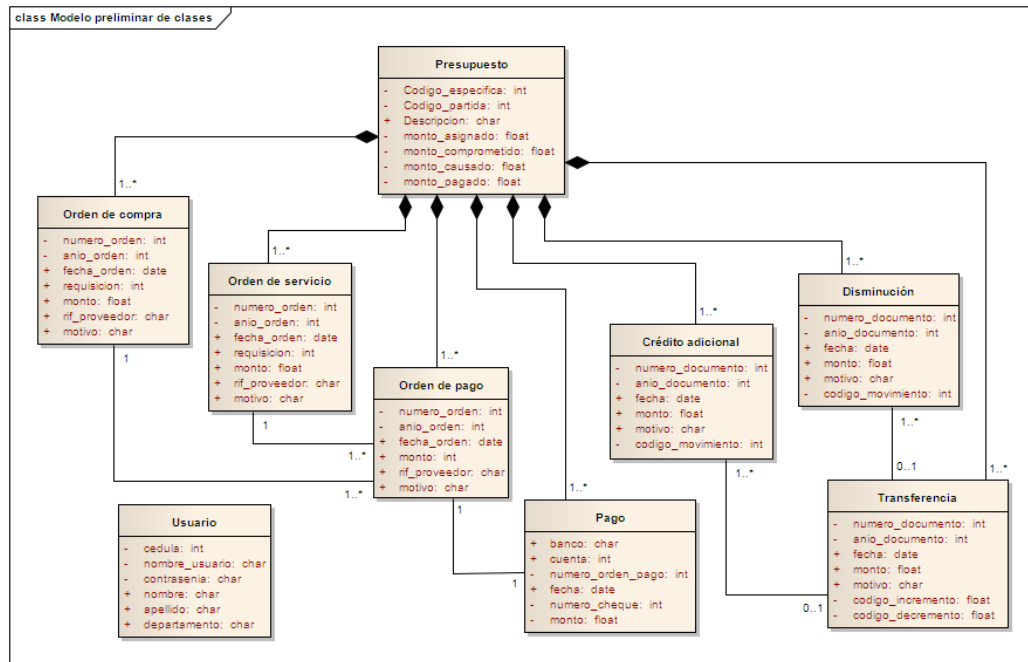 class Modelo preliminar de clases
Presupuesto
- Codigo_especifica: int
- Codigo_partida: int
+ Descripcion: char
- monto_asignado: float
- monto_comprometido: float
- monto_causado: float
- monto_pagado: float
1..*
Orden de compra
- numero_orden: int
- anio_orden: int
+ fecha_orden: date
+ requisicion: int
+ monto: float
+ rif_proveedor: char
+ motivo: char
1
1..*
Orden de servicio
- numero_orden: int
- anio_orden: int
+ fecha_orden: date
+ requisicion: int
+ monto: float
+ rif_proveedor: char
+ motivo: char
1
1..*
1..*
1..*
Orden de pago
- numero_orden: int
- anio_orden: int
+ fecha_orden: date
+ monto: int
+ rif_proveedor: char
+ motivo: char
1
1
1..*
Pago
+ banco: char
+ cuenta: int
- numero_orden_pago: int
+ fecha: date
- numero_cheque: int
- monto: float
1..*
Crédito adicional
- numero_documento: int
- anio_documento: int
+ fecha: date
+ monto: float
+ motivo: char
- codigo_movimiento: int
1..*
0..1
1..*
Disminución
- numero_documento: int
- anio_documento: int
+ fecha: date
+ monto: float
+ motivo: char
- codigo_movimiento: int
1..*
0..1
1..*
Transferencia
- numero_documento: int
- anio_documento: int
+ fecha: date
+ monto: float
+ motivo: char
- codigo_incremento: float
- codigo_decremento: float
Usuario
- cedula: int
- nombre_usuario: char
- contrasenia: char
+ nombre: char
+ apellido: char
+ departamento: char